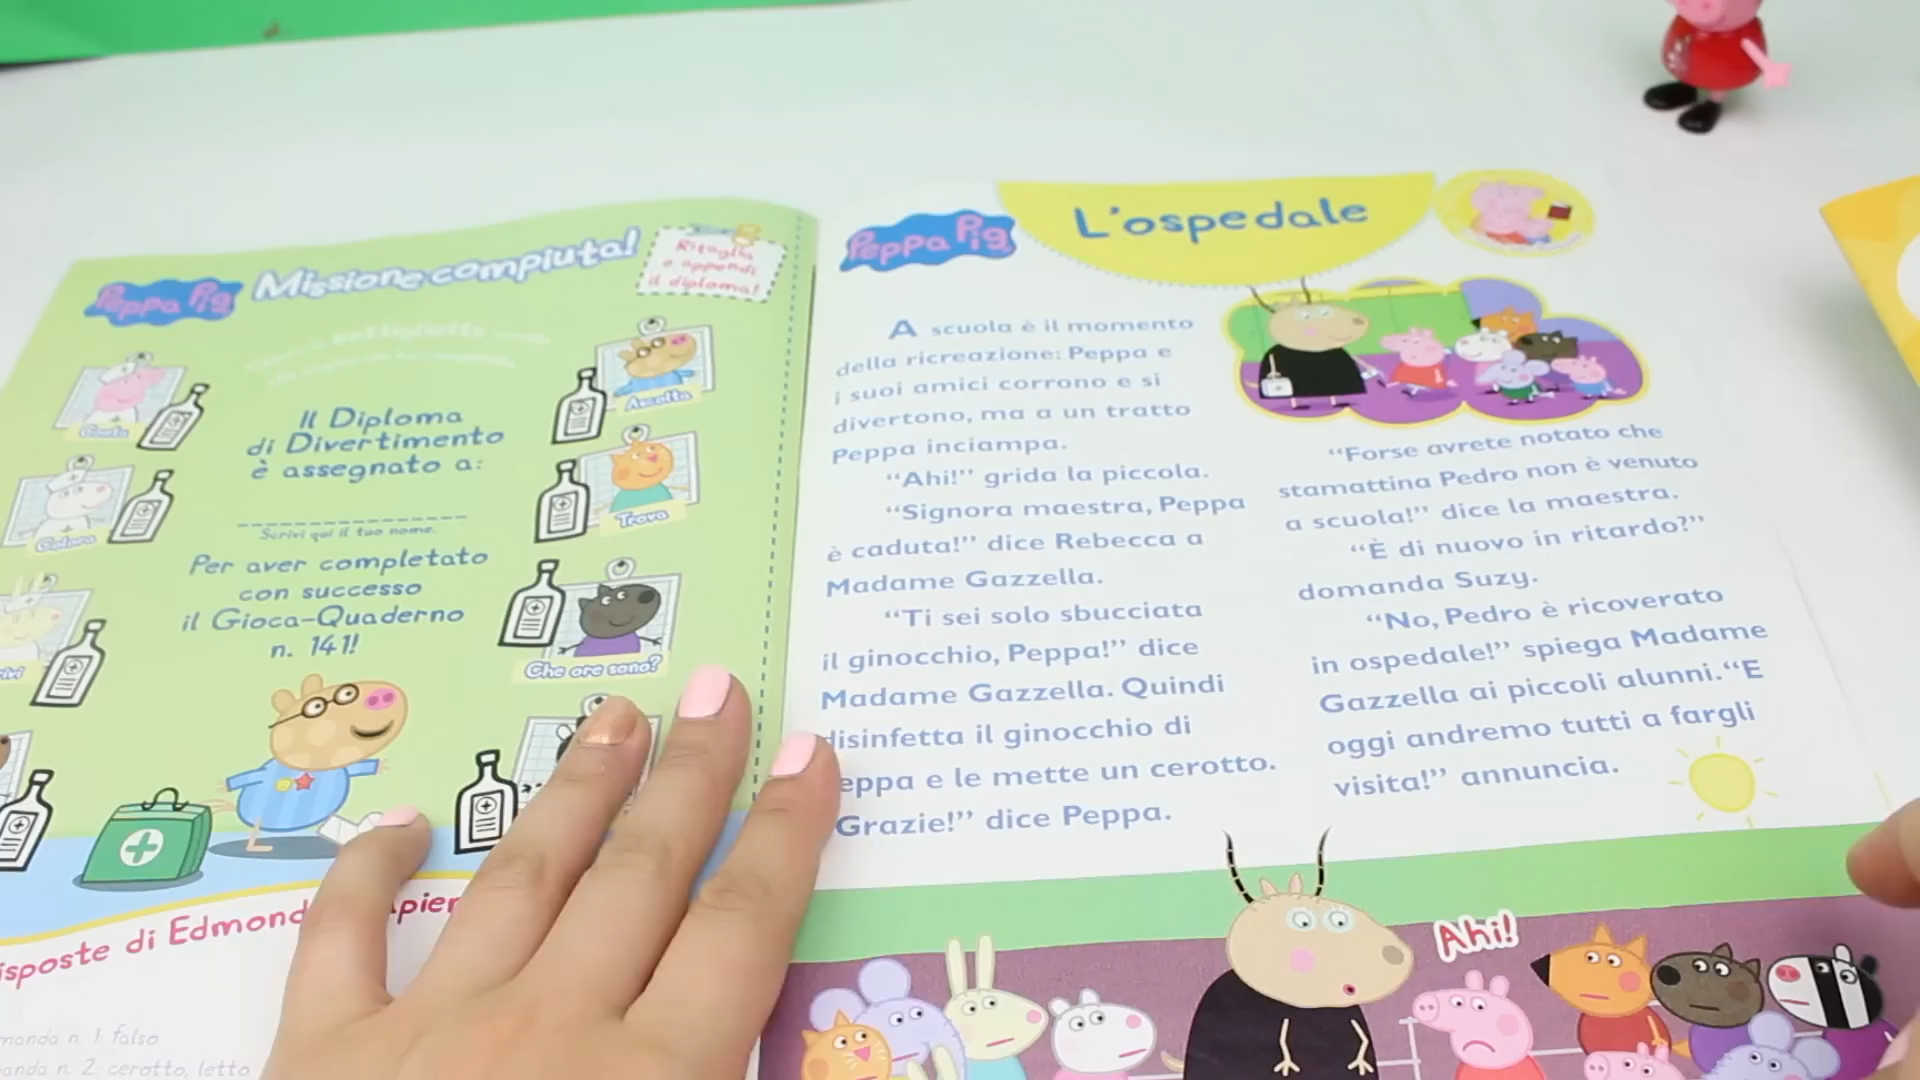 Peppa Pig
Missione compiuta!
Ritaglia
e appendi
il diploma!
Conta
Colora
Ascolta
Trova
Che ore sono?
Il Diploma
di Divertimento
è assegnato a:
Scrivi qui il tuo nome.
Per aver completato
con successo
il Gioca-Quaderno
n. 141!
isposte di Edmond
manda n. 1: falso
anda n. 2: cerotto, letto
Peppa Pig
L'ospedale
A scuola è il momento
della ricreazione: Peppa e
i suoi amici corrono e si
divertono, ma a un tratto
Peppa inciampa.
“Ahi!” grida la piccola.
“Signora maestra, Peppa
è caduta!” dice Rebecca a
Madame Gazzella.
“Ti sei solo sbucciata
il ginocchio, Peppa!” dice
Madame Gazzella. Quindi
disinfetta il ginocchio di
eppa e le mette un cerotto.
Grazie!” dice Peppa.
“Forse avrete notato che
stamattina Pedro non è venuto
a scuola!” dice la maestra.
“È di nuovo in ritardo?”
domanda Suzy.
“No, Pedro è ricoverato
in ospedale!” spiega Madame
Gazzella ai piccoli alunni. “E
oggi andremo tutti a fargli
visita!” annuncia.
Ahi!